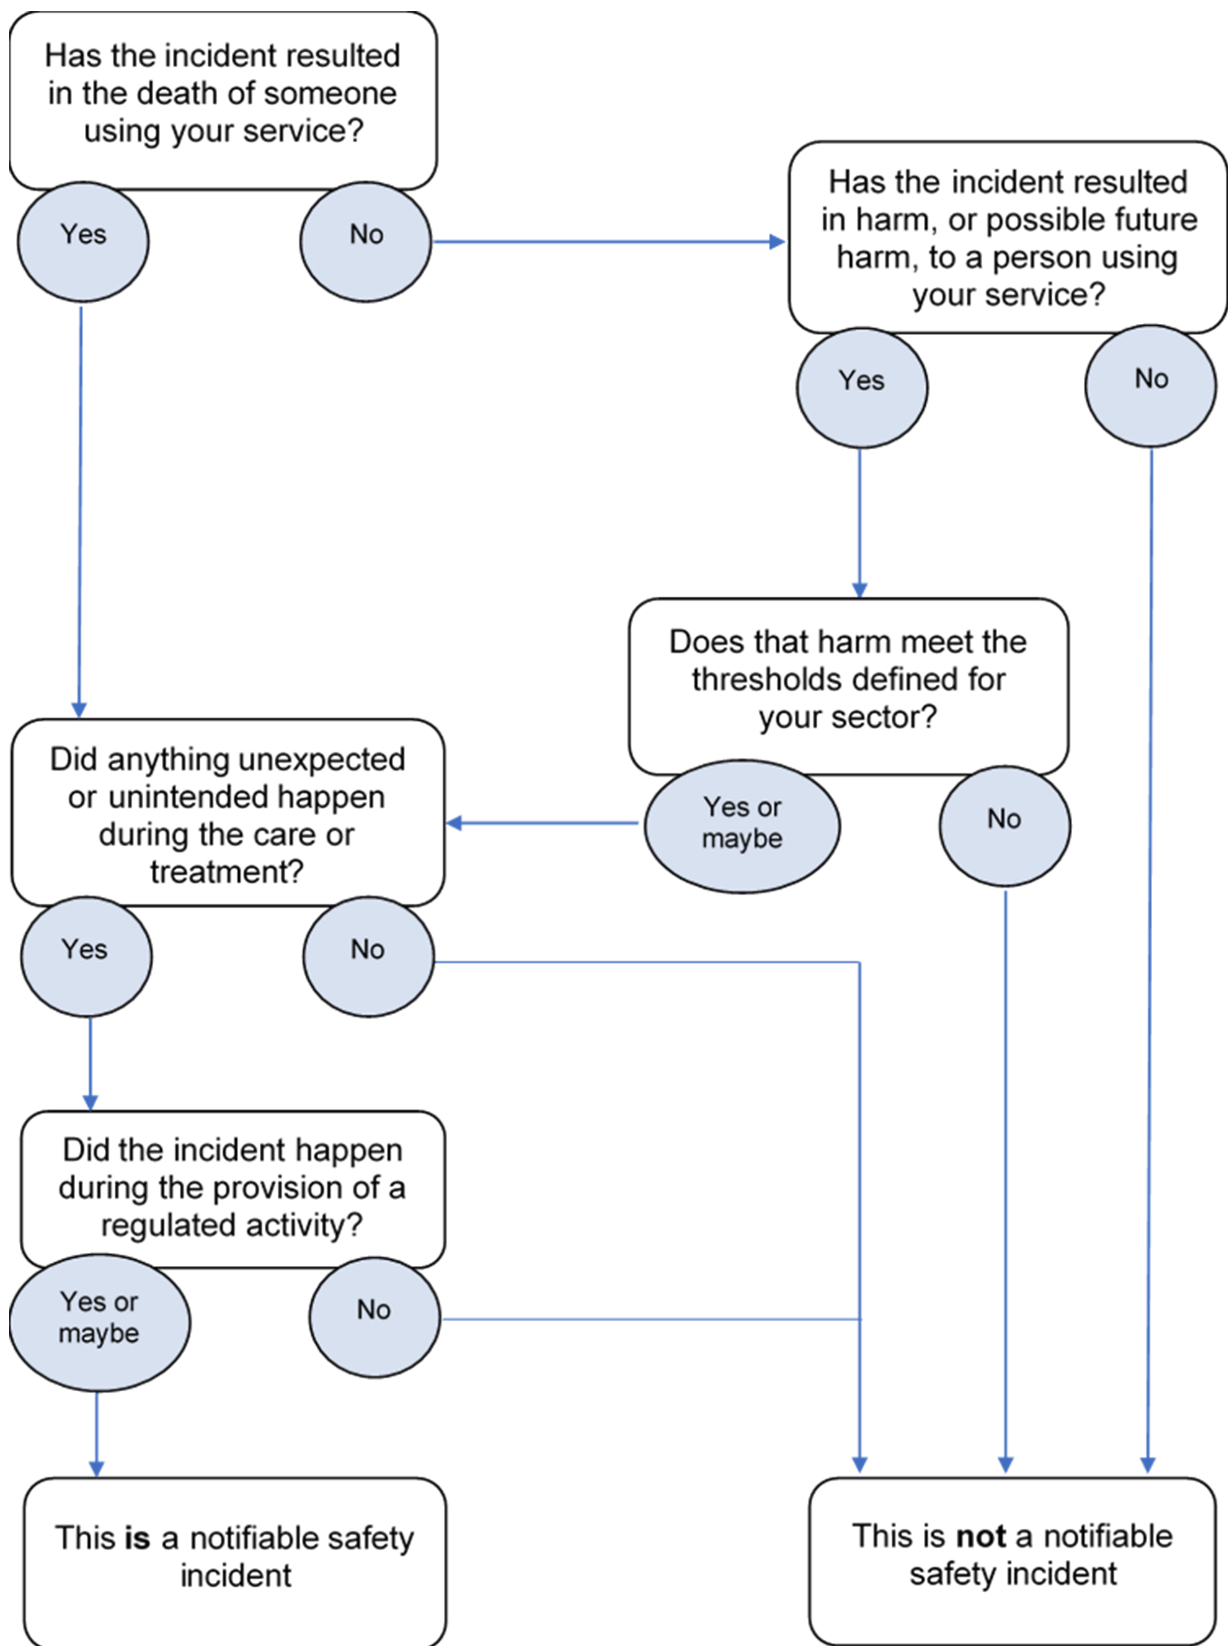 Has the incident resulted
in the death of someone
using your service?
Yes
No
Has the incident resulted
in harm, or possible future
harm, to a person using
your service?
Yes
No
Does that harm meet the
thresholds defined for
your sector?
Yes or
maybe
No
Did anything unexpected
or unintended happen
during the care or
treatment?
Yes
No
Did the incident happen
during the provision of a
regulated activity?
Yes or
maybe
No
This is a notifiable safety
incident
This is not a notifiable
safety incident